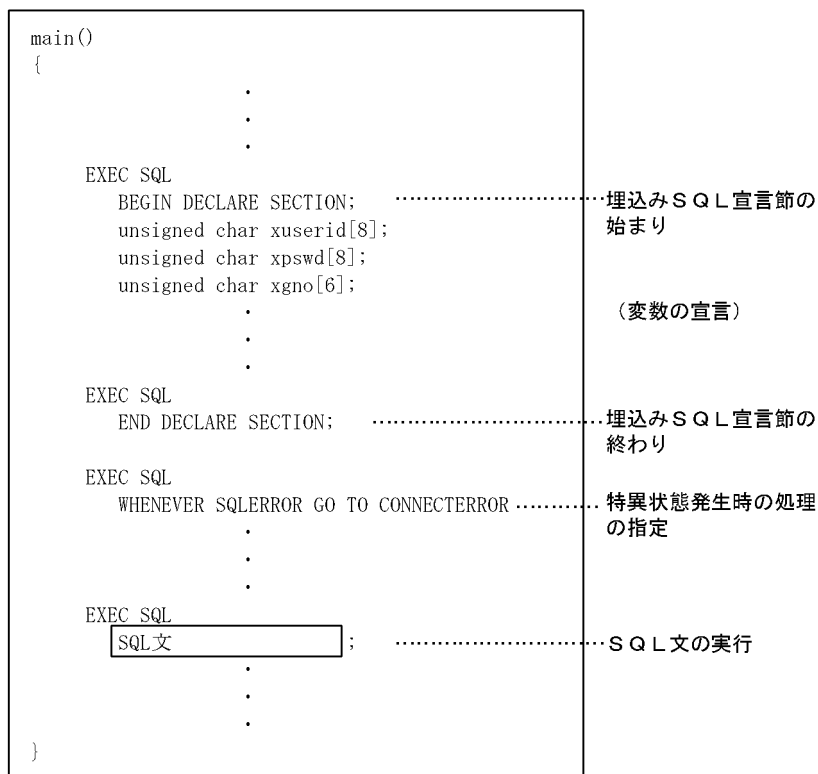 main()
{
・
・
・
EXEC SQL
BEGIN DECLARE SECTION; ‥‥‥‥‥‥‥‥‥‥ 埋込みSQL宣言節の
始まり
unsigned char xuserid[8];
unsigned char xpswd[8];
unsigned char xgno[6];
(変数の宣言)
・
・
・
EXEC SQL
END DECLARE SECTION; ‥‥‥‥‥‥‥‥‥‥‥ 埋込みSQL宣言節の
終わり
EXEC SQL
WHENEVER SQLERROR GO TO CONNECTERROR ‥‥‥‥ 特異状態発生時の処理
の指定
・
・
・
EXEC SQL
SQL文 ; ‥‥‥‥‥‥‥‥‥‥ SQL文の実行
・
・
・
}